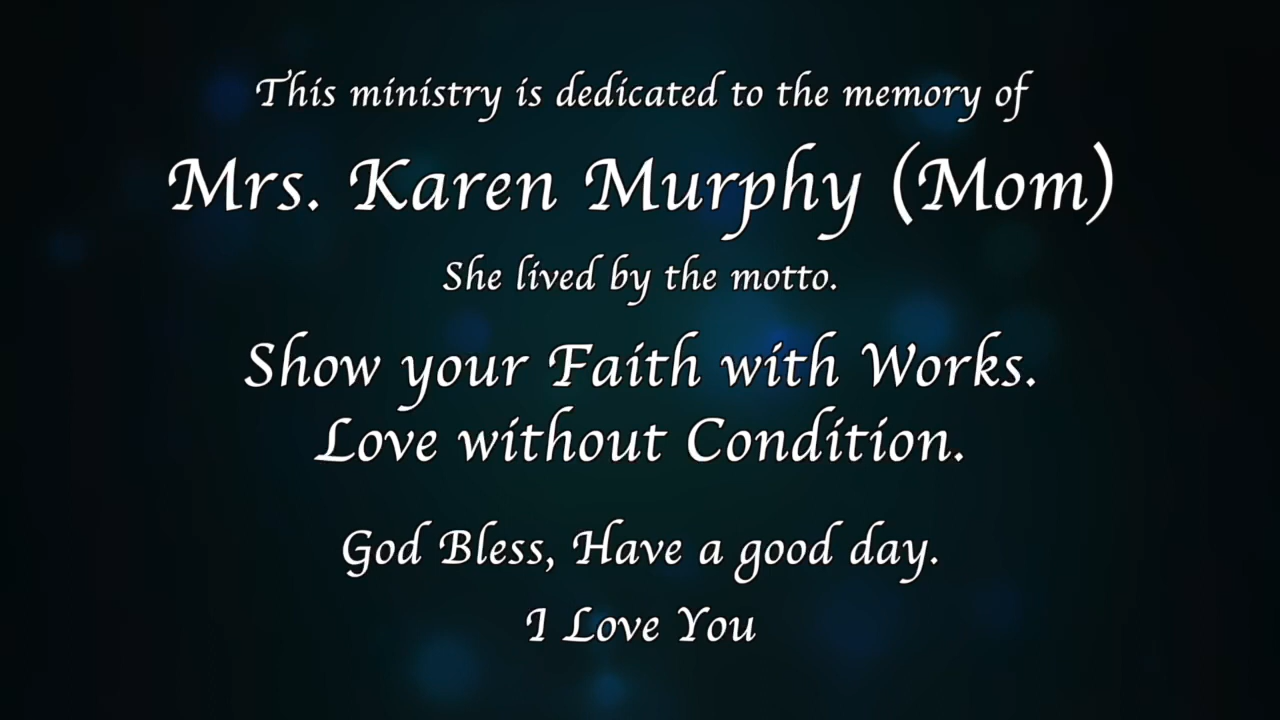 This ministry is dedicated to the memory of
Mrs. Karen Murphy (Mom)
She lived by the motto.
Show your Faith with Works.
Love without Condition.
God Bless, Have a good day.
I Love You